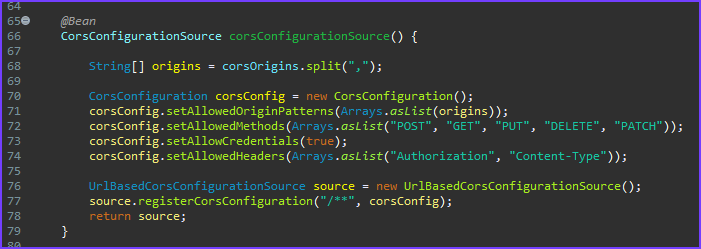 64
65 @Bean
66 CorsConfigurationSource corsConfigurationSource() {
67
68 String[] origins = corsOrigins.split(",");
69
70 CorsConfiguration corsConfig = new CorsConfiguration();
71 corsConfig.setAllowedOriginPatterns(Arrays.asList(origins));
72 corsConfig.setAllowedMethods(Arrays.asList("POST", "GET", "PUT", "DELETE", "PATCH"));
73 corsConfig.setAllowCredentials(true);
74 corsConfig.setAllowedHeaders(Arrays.asList("Authorization", "Content-Type"));
75
76 UrlBasedCorsConfigurationSource source = new UrlBasedCorsConfigurationSource();
77 source.registerCorsConfiguration("/**", corsConfig);
78 return source;
79 }
80